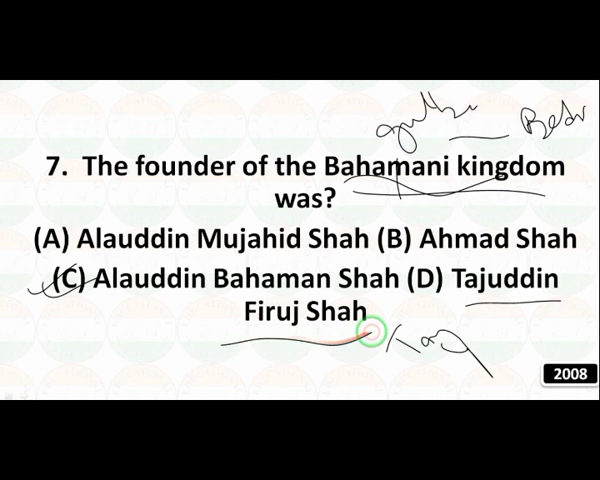 7. The founder of the Bahamani kingdom
was?
(A) Alauddin Mujahid Shah (B) Ahmad Shah
(C) Alauddin Bahaman Shah (D) Tajuddin
Firuj Shah
2008